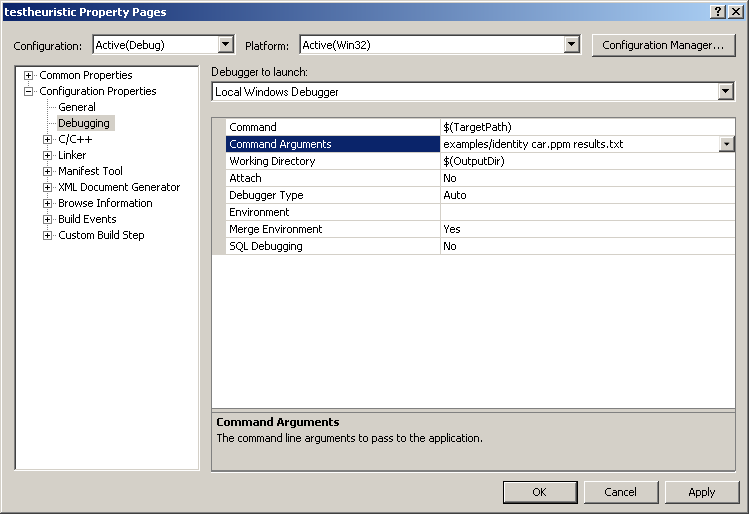 testheuristic Property Pages
Configuration: Active(Debug) Platform: Active(Win32) Configuration Manager...
Common Properties
Configuration Properties
General
Debugging
C/C++
Linker
Manifest Tool
XML Document Generator
Browse Information
Build Events
Custom Build Step
Debugger to launch:
Local Windows Debugger
Command $(TargetPath)
Command Arguments examples/identity car.ppm results.txt
Working Directory $(OutputDir)
Attach No
Debugger Type Auto
Environment
Merge Environment Yes
SQL Debugging No
Command Arguments
The command line arguments to pass to the application.
OK Cancel Apply